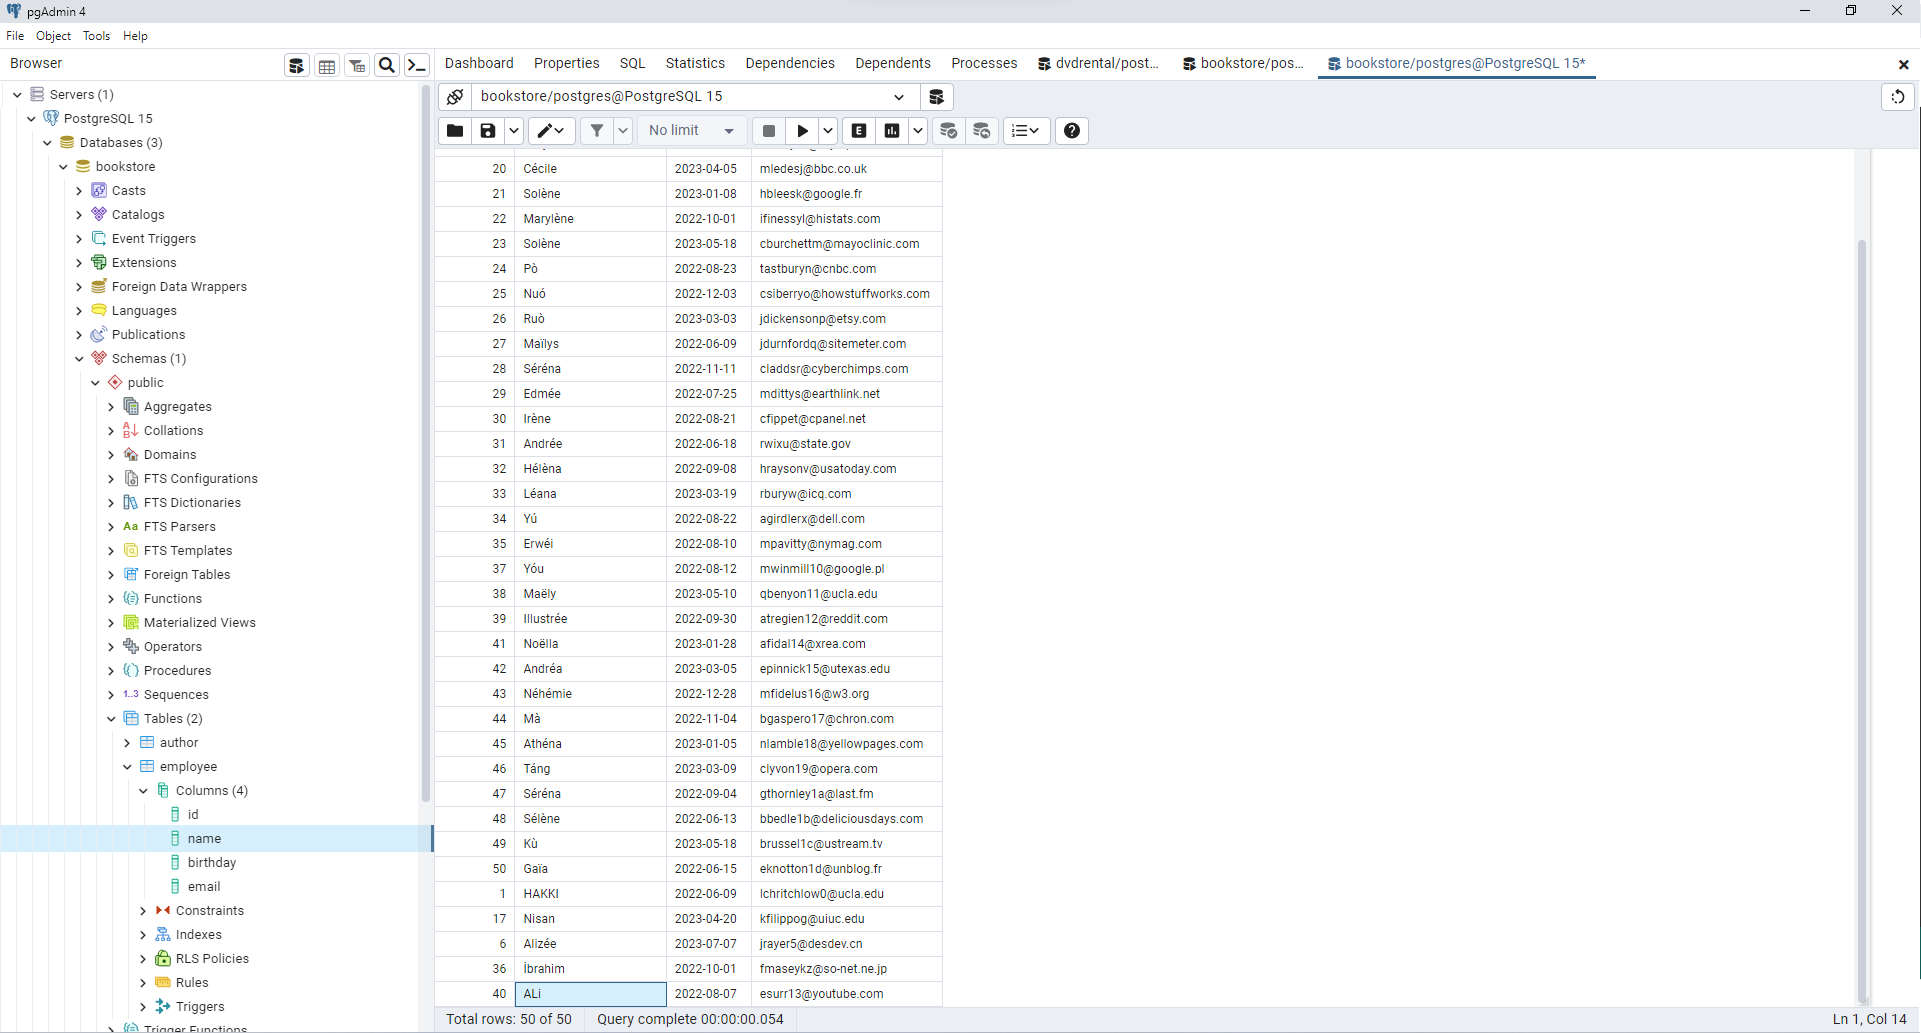 pgAdmin 4
File Object Tools Help
Browser
Dashboard Properties SQL Statistics Dependencies Dependents Processes dvdrental/post... bookstore/pos... bookstore/postgres@PostgreSQL 15*
bookstore/postgres@PostgreSQL 15
No limit
Servers (1)
PostgreSQL 15
Databases (3)
bookstore
Casts
Catalogs
Event Triggers
Extensions
Foreign Data Wrappers
Languages
Publications
Schemas (1)
public
Aggregates
Collations
Domains
FTS Configurations
FTS Dictionaries
Aa FTS Parsers
FTS Templates
Foreign Tables
Functions
Materialized Views
Operators
Procedures
1..3 Sequences
Tables (2)
author
employee
Columns (4)
id
name
birthday
email
Constraints
Indexes
RLS Policies
Rules
Triggers
Trigger Functions
20 Cécile 2023-04-05 mledesj@bbc.co.uk
21 Solène 2023-01-08 hbleesk@google.fr
22 Marylène 2022-10-01 ifinessyl@histats.com
23 Solène 2023-05-18 cburchettm@mayoclinic.com
24 Pò 2022-08-23 tastburyn@cnbc.com
25 Nuó 2022-12-03 csiberryo@howstuffworks.com
26 Ruò 2023-03-03 jdickensonp@etsy.com
27 Maïlys 2022-06-09 jdurnfordq@sitemeter.com
28 Séréna 2022-11-11 claddsr@cyberchimps.com
29 Edmée 2022-07-25 mdittys@earthlink.net
30 Irène 2022-08-21 cfippet@cpanel.net
31 Andrée 2022-06-18 rwixu@state.gov
32 Hélèna 2022-09-08 hraysonv@usatoday.com
33 Léana 2023-03-19 rburyw@icq.com
34 Yú 2022-08-22 agirdlerx@dell.com
35 Erwéi 2022-08-10 mpavitty@nymag.com
37 Yóu 2022-08-12 mwinmill10@google.pl
38 Maëly 2023-05-10 qbenyon11@ucla.edu
39 Illustrée 2022-09-30 atregien12@reddit.com
41 Noëlla 2023-01-28 afidal14@xrea.com
42 Andréa 2023-03-05 epinnick15@utexas.edu
43 Néhémie 2022-12-28 mfidelus16@w3.org
44 Mà 2022-11-04 bgaspero17@chron.com
45 Athéna 2023-01-05 nlamble18@yellowpages.com
46 Táng 2023-03-09 clyvon19@opera.com
47 Séréna 2022-09-04 gthornley1a@last.fm
48 Sélène 2022-06-13 bbedle1b@deliciousdays.com
49 Kù 2023-05-18 brussel1c@ustream.tv
50 Gaïa 2022-06-15 eknotton1d@unblog.fr
1 HAKKI 2022-06-09 lchritchlow0@ucla.edu
17 Nisan 2023-04-20 kfilippog@uiuc.edu
6 Alizée 2023-07-07 jrayer5@desdev.cn
36 İbrahim 2022-10-01 fmaseykz@so-net.ne.jp
40 ALi 2022-08-07 esurr13@youtube.com
Total rows: 50 of 50 Query complete 00:00:00.054 Ln 1, Col 14